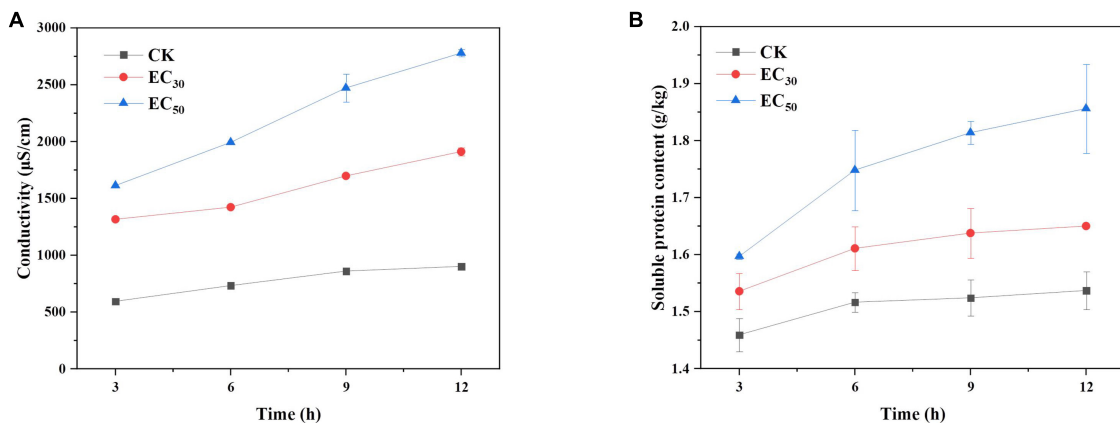 A
Conductivity (μS/cm)
3000
2500
2000
1500
1000
500
0
CK
EC30
EC50
3 6 9 12
Time (h)
B
Soluble protein content (g/kg)
2.0
1.9
1.8
1.7
1.6
1.5
1.4
CK
EC30
EC50
3 6 9 12
Time (h)